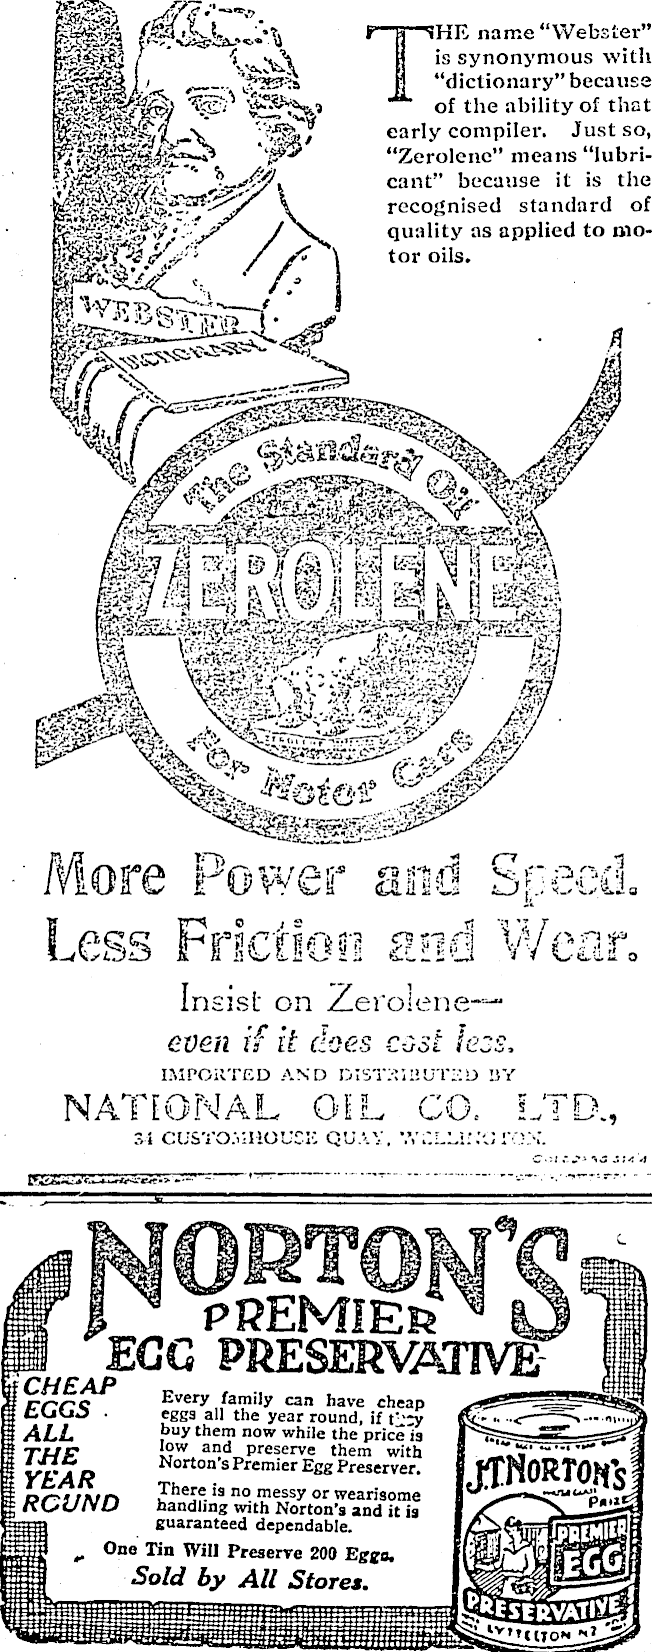 THE name "Webster"
is synonymous with
"dictionary" because
of the ability of that
early compiler. Just so,
"Zerolene" means "lubri-
cant" because it is the
recognised standard of
quality as applied to mo-
tor oils.
WEBSTER
DICTIONARY
The Standard Oil
ZEROLENE
For Motor Cars
More Power and Speed.
Less Friction and Wear.
Insist on Zerolene—
even if it does cost less.
IMPORTED AND DISTRIBUTED BY
NATIONAL OIL CO. LTD.,
34 CUSTOMHOUSE QUAY, WELLINGTON.
NORTON'S
PREMIER
EGG PRESERVATIVE
CHEAP
EGGS
ALL
THE
YEAR
ROUND
Every family can have cheap
eggs all the year round, if they
buy them now while the price is
low and preserve them with
Norton's Premier Egg Preserver.
There is no messy or wearisome
handling with Norton's and it is
guaranteed dependable.
One Tin Will Preserve 200 Eggs.
Sold by All Stores.
J.T. NORTON'S
PRIZE
PREMIER
EGG
PRESERVATIVE
LYTTELTON NZ